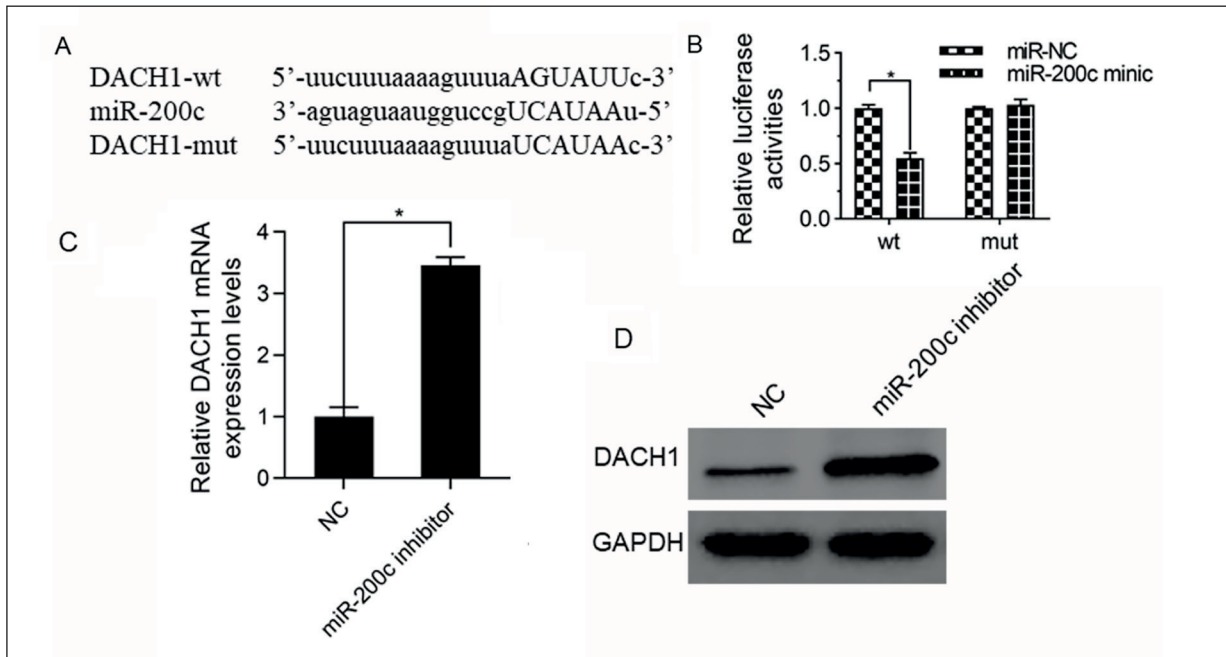 A
DACH1-wt 5’-uucuuuaaaaguuuaAGUAUUc-3’
miR-200c 3’-aguaguaaugguccgUCAUAAu-5’
DACH1-mut 5’-uucuuuaaaaguuuaUCAUAAc-3’
B
Relative luciferase
activities
1.5
1.0
0.5
0.0
miR-NC
miR-200c minic
*
wt mut
C
Relative DACH1 mRNA
expression levels
4
3
2
1
0
*
NC
miR-200c inhibitor
D
NC
miR-200c inhibitor
DACH1
GAPDH